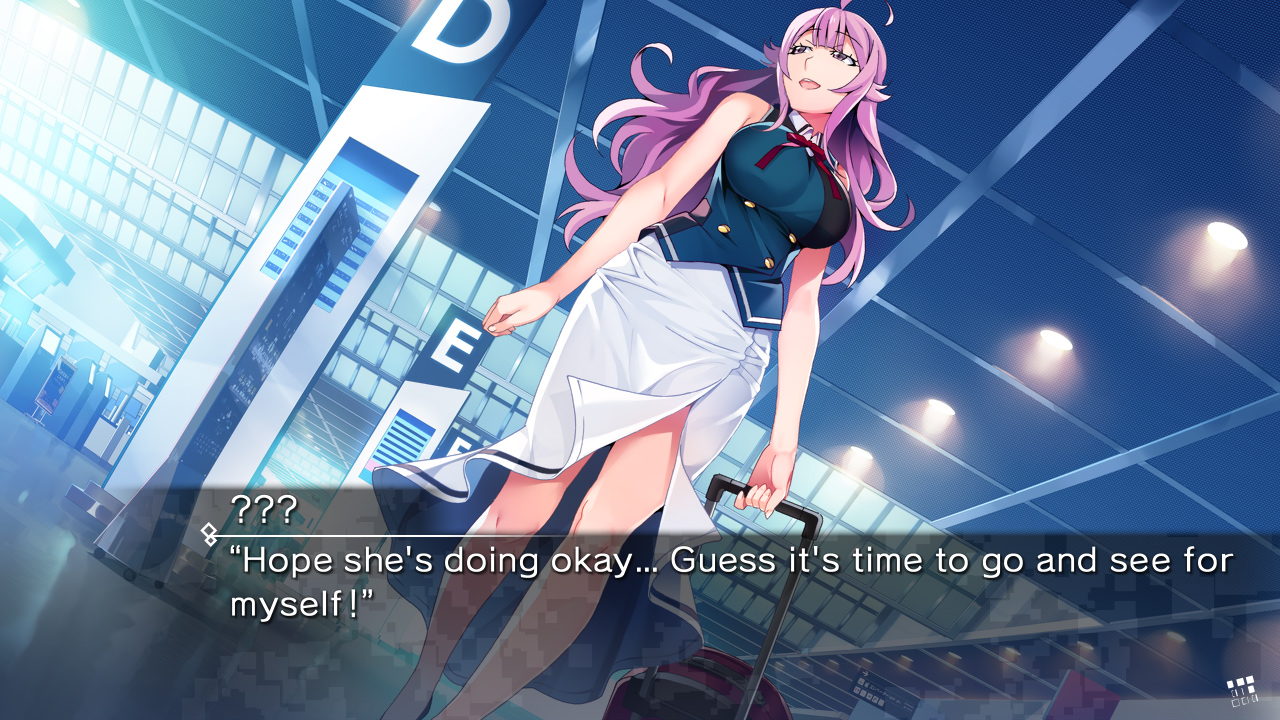 D
E
???
“Hope she's doing okay... Guess it's time to go and see for
myself!”